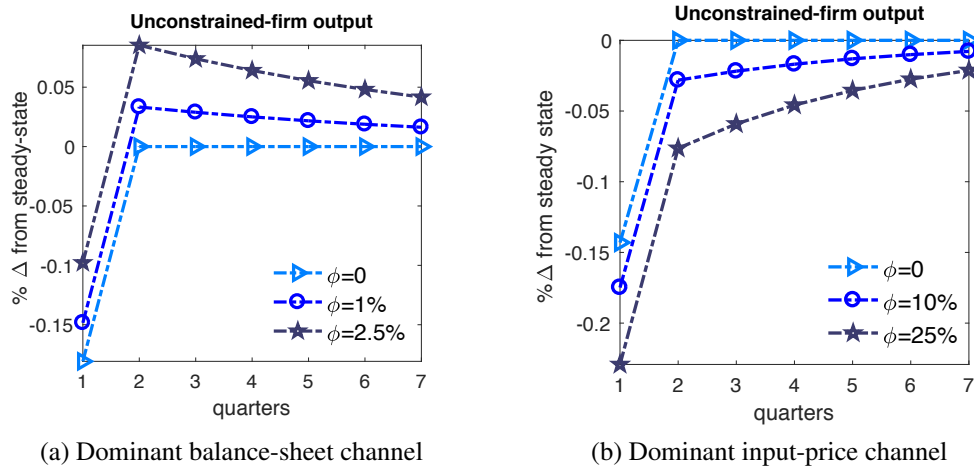 Unconstrained-firm output
% Δ from steady-state
0.05
0
-0.05
-0.1
-0.15
ϕ=0
ϕ=1%
ϕ=2.5%
1 2 3 4 5 6 7
quarters
(a) Dominant balance-sheet channel
Unconstrained-firm output
% Δ from steady state
0
-0.05
-0.1
-0.15
-0.2
ϕ=0
ϕ=10%
ϕ=25%
1 2 3 4 5 6 7
quarters
(b) Dominant input-price channel